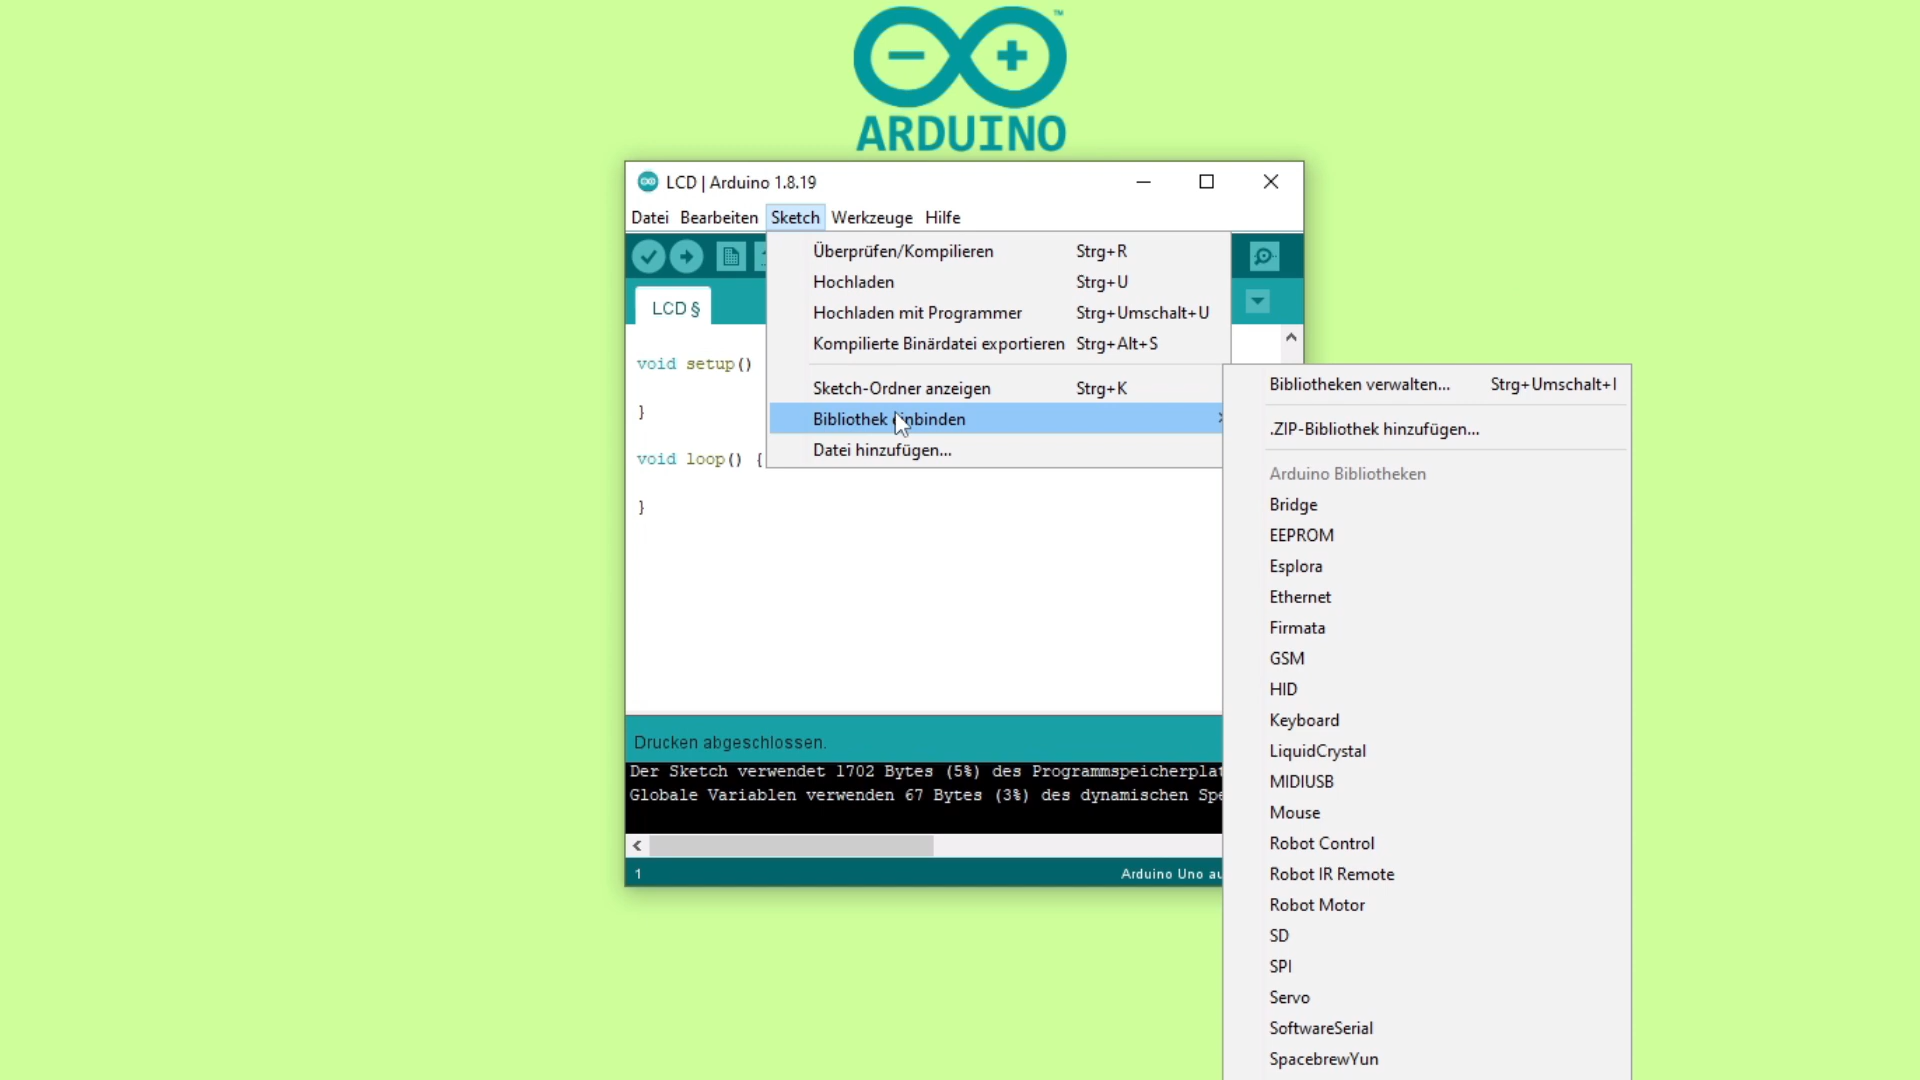 ARDUINO™
LCD | Arduino 1.8.19
Datei Bearbeiten Sketch Werkzeuge Hilfe
Überprüfen/Kompilieren Strg+R
Hochladen Strg+U
Hochladen mit Programmer Strg+Umschalt+U
Kompilierte Binärdatei exportieren Strg+Alt+S
Sketch-Ordner anzeigen Strg+K
Bibliothek einbinden
Datei hinzufügen...
LCD §
void setup()
}
void loop() {
}
Bibliotheken verwalten... Strg+Umschalt+I
.ZIP-Bibliothek hinzufügen...
Arduino Bibliotheken
Bridge
EEPROM
Esplora
Ethernet
Firmata
GSM
HID
Keyboard
LiquidCrystal
MIDIUSB
Mouse
Robot Control
Robot IR Remote
Robot Motor
SD
SPI
Servo
SoftwareSerial
SpacebrewYun
Drucken abgeschlossen.
Der Sketch verwendet 1702 Bytes (5%) des Programmspeicherplat
Globale Variablen verwenden 67 Bytes (3%) des dynamischen Spe
1 Arduino Uno au